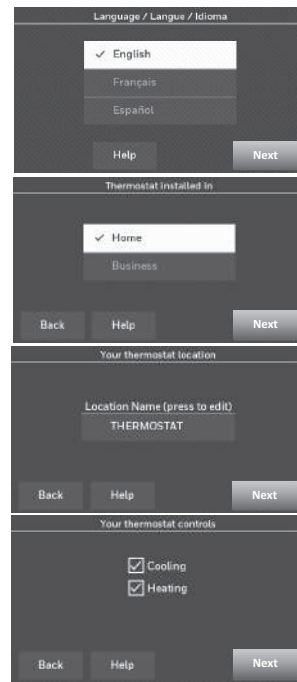 Language / Langue / Idioma
✓ English
Français
Español
Help Next
Thermostat installed in
✓ Home
Business
Back Help Next
Your thermostat location
Location Name (press to edit)
THERMOSTAT
Back Help Next
Your thermostat controls
Cooling
Heating
Back Help Next